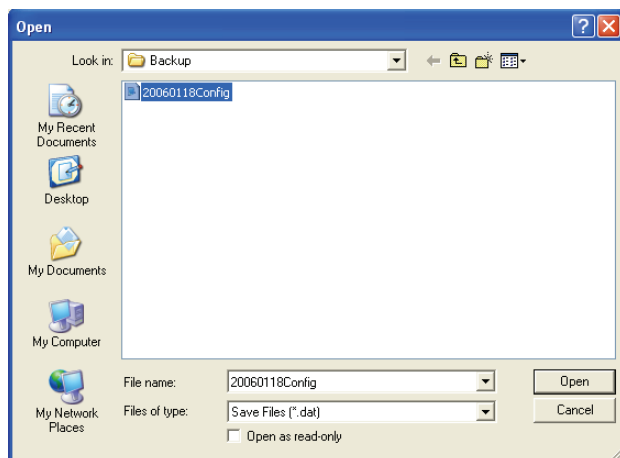 Open
Look in:
Backup
20060118Config
My Recent
Documents
Desktop
My Documents
My Computer
My Network
Places
File name:
20060118Config
Open
Files of type:
Save Files (*.dat)
Cancel
Open as read-only